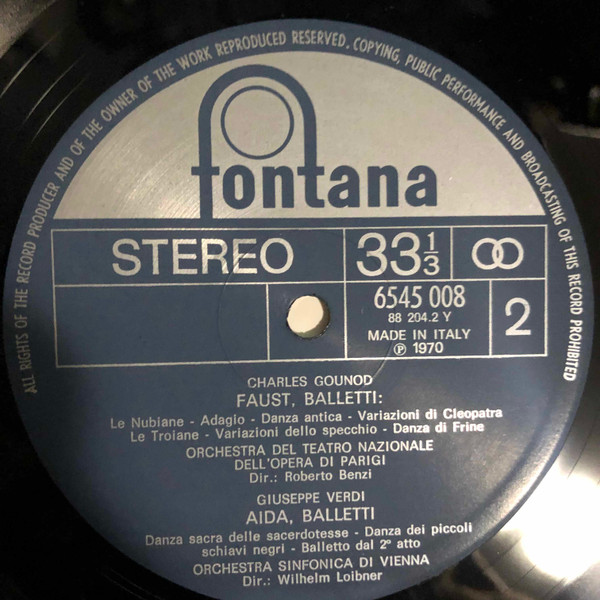 ALL RIGHTS OF THE RECORD PRODUCER AND OF THE OWNER OF THE WORK REPRODUCED RESERVED. COPYING, PUBLIC PERFORMANCE AND BROADCASTING OF THIS RECORD PROHIBITED
fontana
STEREO 33 1/3
6545 008
88 204.2 Y
MADE IN ITALY
℗ 1970
2
CHARLES GOUNOD
FAUST, BALLETTI:
Le Nubiane - Adagio - Danza antica - Variazioni di Cleopatra
Le Troiane - Variazioni dello specchio - Danza di Frine
ORCHESTRA DEL TEATRO NAZIONALE
DELL'OPERA DI PARIGI
Dir.: Roberto Benzi
GIUSEPPE VERDI
AIDA, BALLETTI
Danza sacra delle sacerdotesse - Danza dei piccoli
schiavi negri - Balletto dal 2º atto
ORCHESTRA SINFONICA DI VIENNA
Dir.: Wilhelm Loibner